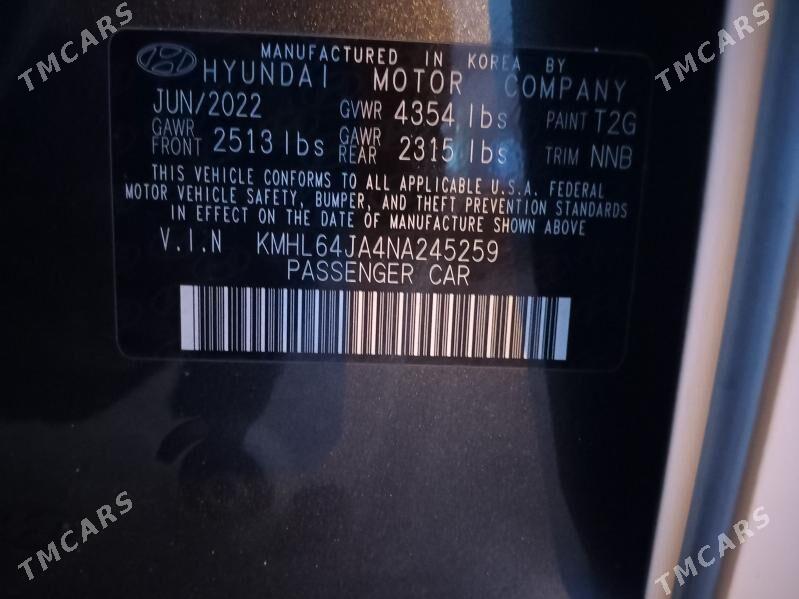 TMCARS
TMCARS
MANUFACTURED IN KOREA BY
HYUNDAI MOTOR COMPANY
JUN/2022 GVWR 4354 lbs PAINT T2G
GAWR FRONT 2513 lbs GAWR REAR 2315 lbs TRIM NNB
THIS VEHICLE CONFORMS TO ALL APPLICABLE U.S.A. FEDERAL
MOTOR VEHICLE SAFETY, BUMPER, AND THEFT PREVENTION STANDARDS
IN EFFECT ON THE DATE OF MANUFACTURE SHOWN ABOVE
V.I.N KMHL64JA4NA245259
PASSENGER CAR
TMCARS
TMCARS